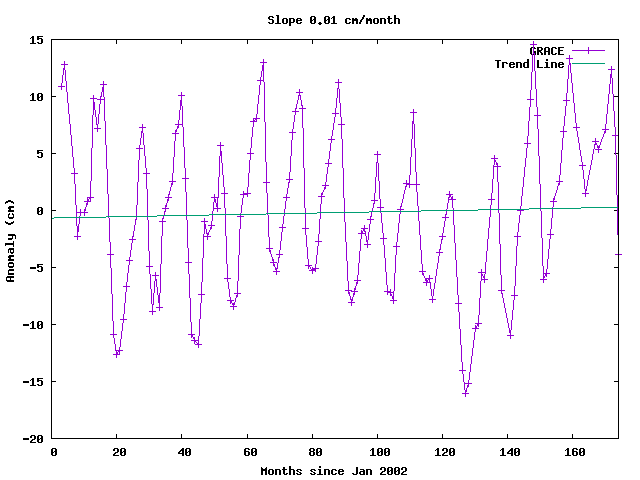 Slope 0.01 cm/month
GRACE
Trend Line
15
10
5
0
-5
-10
-15
-20
Anomaly (cm)
0 20 40 60 80 100 120 140 160
Months since Jan 2002